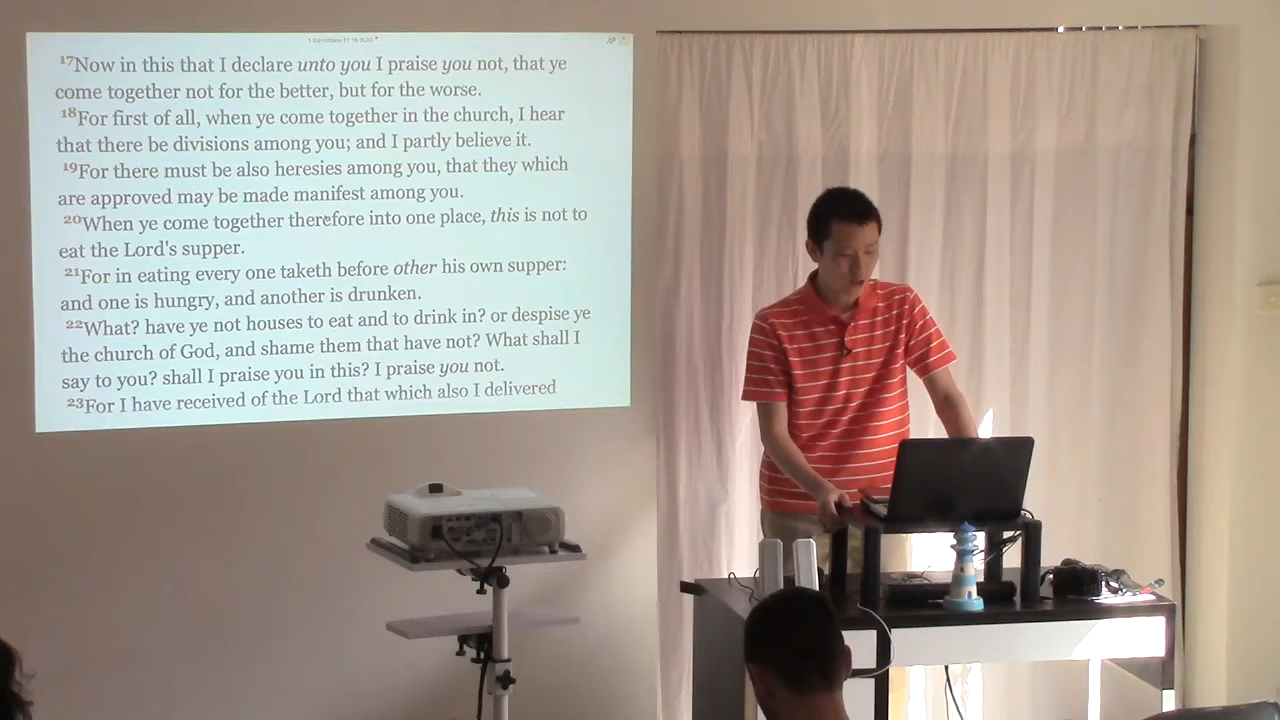 17Now in this that I declare unto you I praise you not, that ye
come together not for the better, but for the worse.
18For first of all, when ye come together in the church, I hear
that there be divisions among you; and I partly believe it.
19For there must be also heresies among you, that they which
are approved may be made manifest among you.
20When ye come together therefore into one place, this is not to
eat the Lord's supper.
21For in eating every one taketh before other his own supper:
and one is hungry, and another is drunken.
22What? have ye not houses to eat and to drink in? or despise ye
the church of God, and shame them that have not? What shall I
say to you? shall I praise you in this? I praise you not.
23For I have received of the Lord that which also I delivered